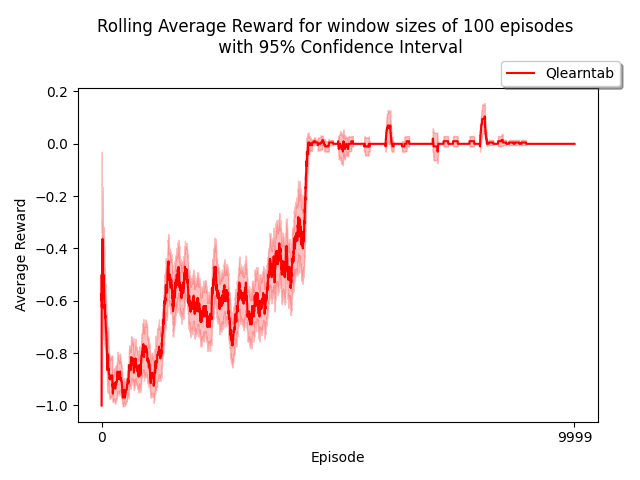 Rolling Average Reward for window sizes of 100 episodes
with 95% Confidence Interval
Qlearntab
0.2
0.0
−0.2
−0.4
−0.6
−0.8
−1.0
Average Reward
0
9999
Episode